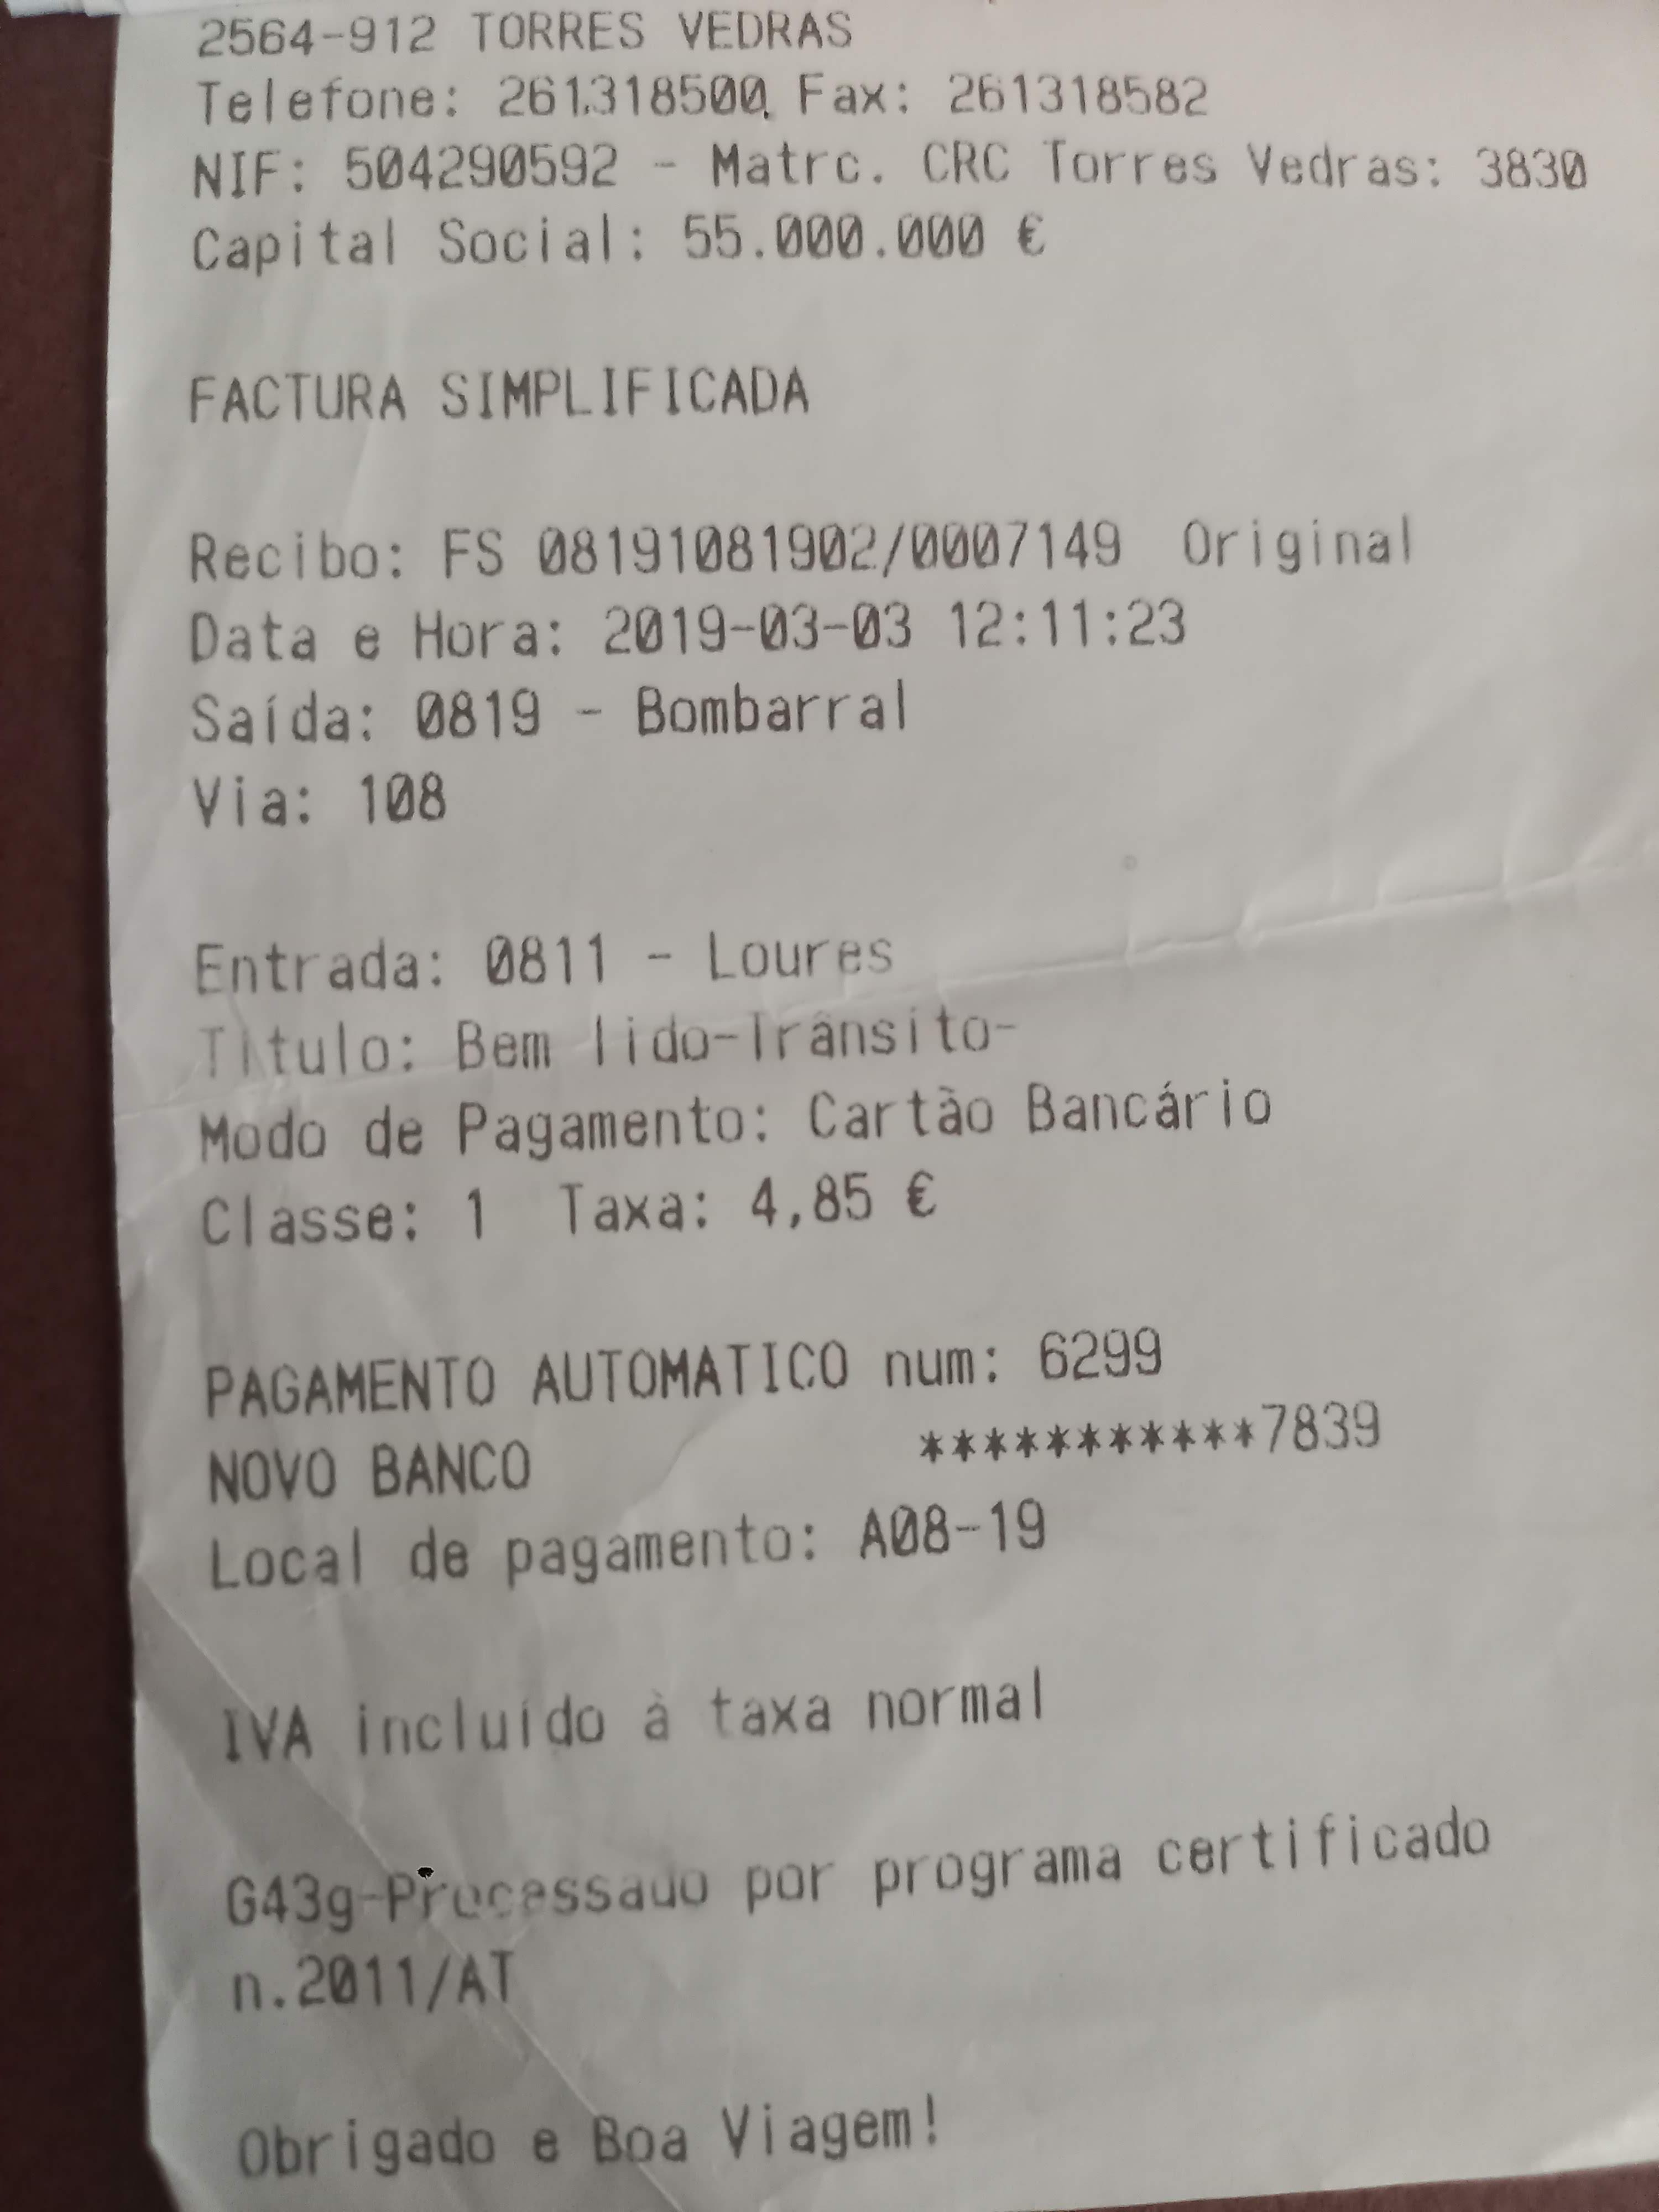 2564-912 TORRES VEDRAS
Telefone: 261318500, Fax: 261318582
NIF: 504290592 - Matrc. CRC Torres Vedras: 3830
Capital Social: 55.000.000 €
FACTURA SIMPLIFICADA
Recibo: FS 08191081902/0007149 Original
Data e Hora: 2019-03-03 12:11:23
Saída: 0819 - Bombarral
Via: 108
Entrada: 0811 - Loures
Título: Bem lido-Trânsito-
Modo de Pagamento: Cartão Bancário
Classe: 1 Taxa: 4,85 €
PAGAMENTO AUTOMATICO num: 6299
NOVO BANCO ***********7839
Local de pagamento: A08-19
IVA incluído à taxa normal
G43g-Processado por programa certificado
n.2011/AT
Obrigado e Boa Viagem!